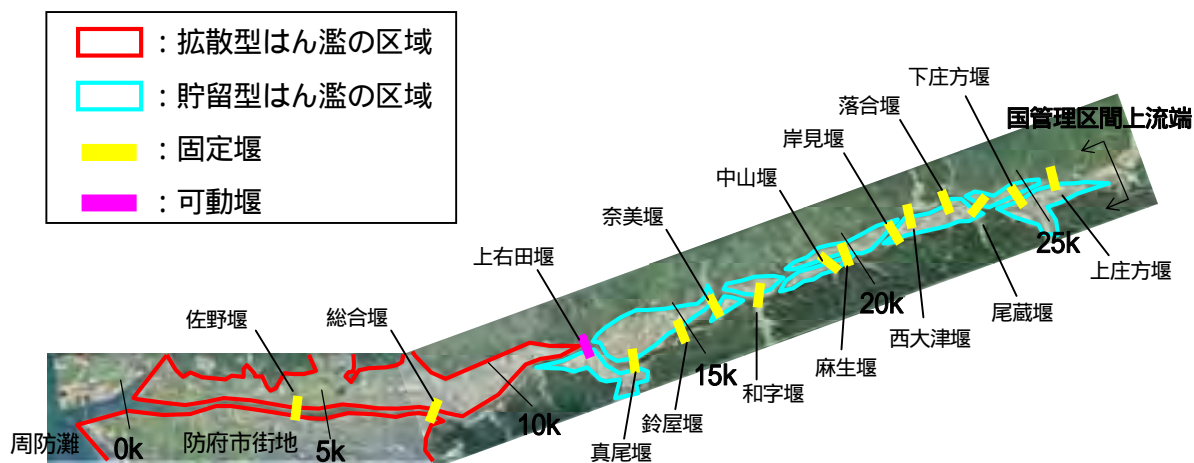 ：拡散型はん濫の区域
：貯留型はん濫の区域
：固定堰
：可動堰
下庄方堰
落合堰
国管理区間上流端
岸見堰
中山堰
奈美堰
上右田堰
佐野堰
総合堰
25k
上庄方堰
20k
尾蔵堰
西大津堰
麻生堰
15k
和字堰
鈴屋堰
真尾堰
10k
周防灘
0k
防府市街地
5k